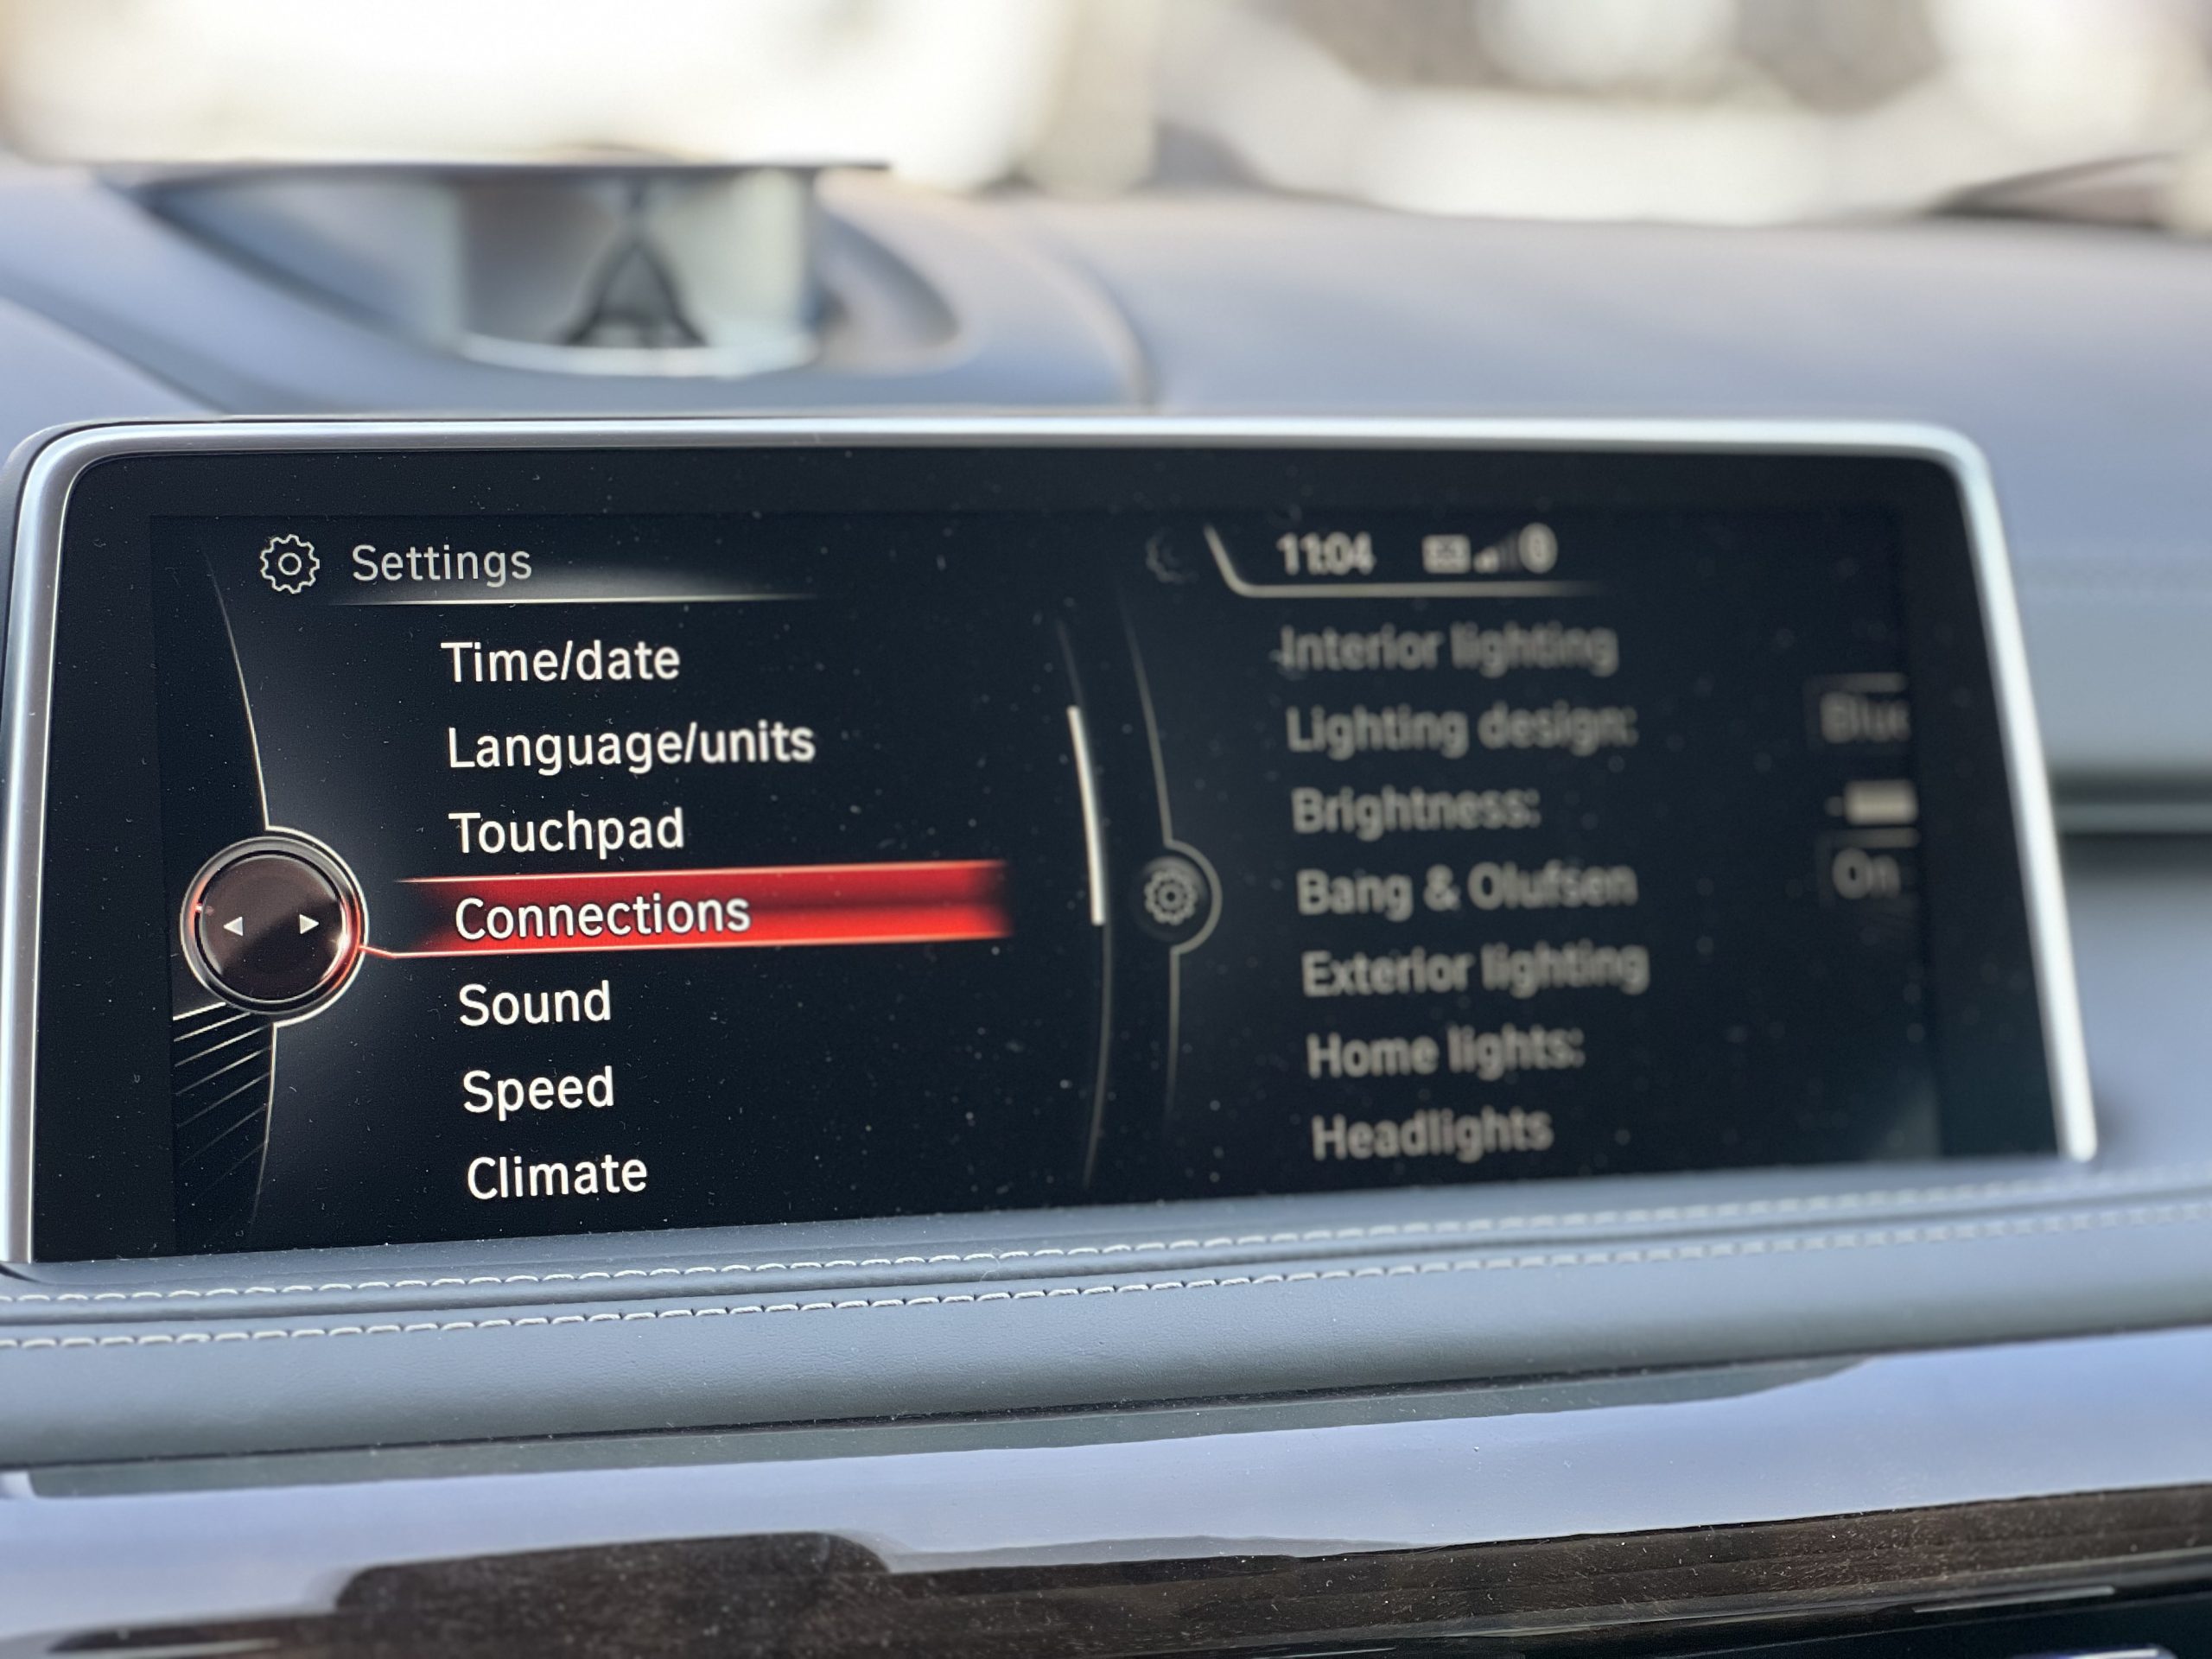 Settings
Time/date
Language/units
Touchpad
Connections
Sound
Speed
Climate
11:04
Interior lighting
Lighting design:
Brightness:
Bang & Olufsen
On
Exterior lighting
Home lights:
Headlights